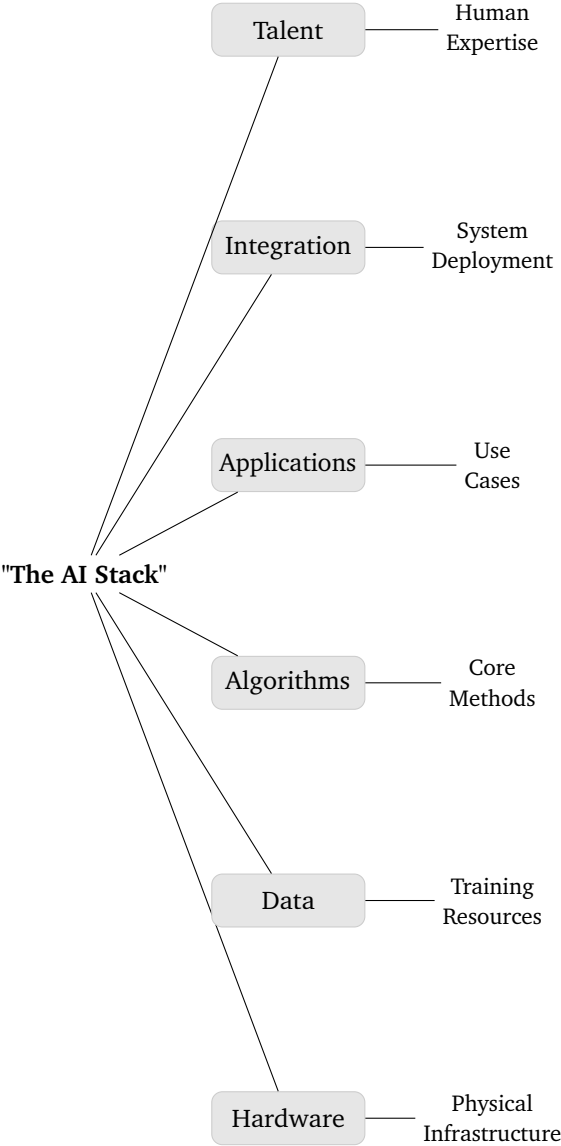 Talent
Human
Expertise
Integration
System
Deployment
Applications
Use
Cases
"The AI Stack"
Algorithms
Core
Methods
Data
Training
Resources
Hardware
Physical
Infrastructure